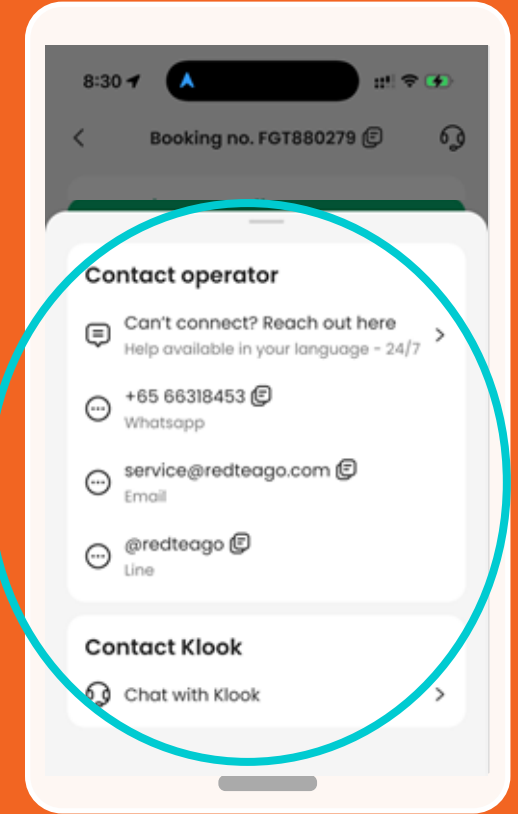 8:30
Booking no. FGT880279
Contact operator
Can't connect? Reach out here
Help available in your language - 24/7
+65 66318453
Whatsapp
service@redteago.com
Email
@redteago
Line
Contact Klook
Chat with Klook